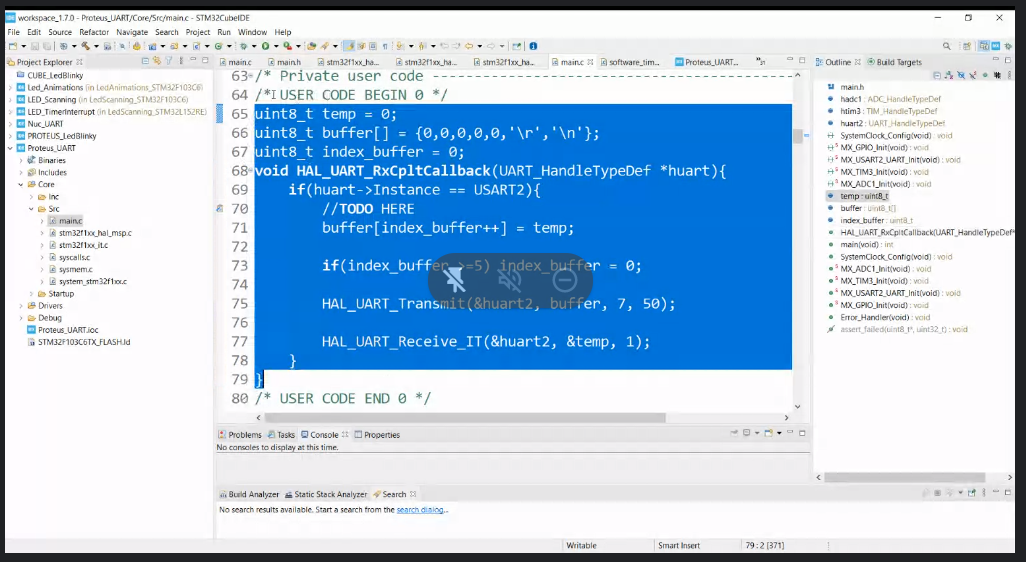 workspace_1.7.0 - Proteus_UART/Core/Src/main.c - STM32CubeIDE
File Edit Source Refactor Navigate Search Project Run Window Help
Project Explorer
CUBE_LedBlinky
Led_Animations (in LedAnimations_STM32F103C6)
LED_Scanning (in LedScanning_STM32F103C6)
LED_TimerInterrupt (in LedScanning_STM32L152RE)
Nuc_UART
PROTEUS_LedBlinky
Proteus_UART
Binaries
Includes
Core
Inc
Src
main.c
stm32f1xx_hal_msp.c
stm32f1xx_it.c
syscalls.c
sysmem.c
system_stm32f1xx.c
Startup
Drivers
Debug
Proteus_UART.ioc
STM32F103C6TX_FLASH.ld
main.c main.h stm32f1xx_ha... stm32f1xx_ha... stm32f1xx_ha... main.c software_tim... Proteus_UART...
63 /* Private user code ---
64 /* USER CODE BEGIN 0 */
65 uint8_t temp = 0;
66 uint8_t buffer[] = {0,0,0,0,0,'\r','\n'};
67 uint8_t index_buffer = 0;
68 void HAL_UART_RxCpltCallback(UART_HandleTypeDef *huart){
69 if(huart->Instance == USART2){
70 //TODO HERE
71 buffer[index_buffer++] = temp;
72
73 if(index_buffer >=5) index_buffer = 0;
74
75 HAL_UART_Transmit(&huart2, buffer, 7, 50);
76
77 HAL_UART_Receive_IT(&huart2, &temp, 1);
78 }
79 }
80 /* USER CODE END 0 */
Outline Build Targets
main.h
hadc1 : ADC_HandleTypeDef
htim3 : TIM_HandleTypeDef
huart2 : UART_HandleTypeDef
SystemClock_Config(void) : void
MX_GPIO_Init(void) : void
MX_USART2_UART_Init(void) : void
MX_TIM3_Init(void) : void
MX_ADC1_Init(void) : void
temp : uint8_t
buffer : uint8_t[]
index_buffer : uint8_t
HAL_UART_RxCpltCallback(UART_HandleTypeDef*
main(void) : int
SystemClock_Config(void) : void
MX_ADC1_Init(void) : void
MX_TIM3_Init(void) : void
MX_USART2_UART_Init(void) : void
MX_GPIO_Init(void) : void
Error_Handler(void) : void
assert_failed(uint8_t*, uint32_t) : void
Problems Tasks Console Properties
No consoles to display at this time.
Build Analyzer Static Stack Analyzer Search
No search results available. Start a search from the search dialog...
Writable Smart Insert 79 : 2 [371]